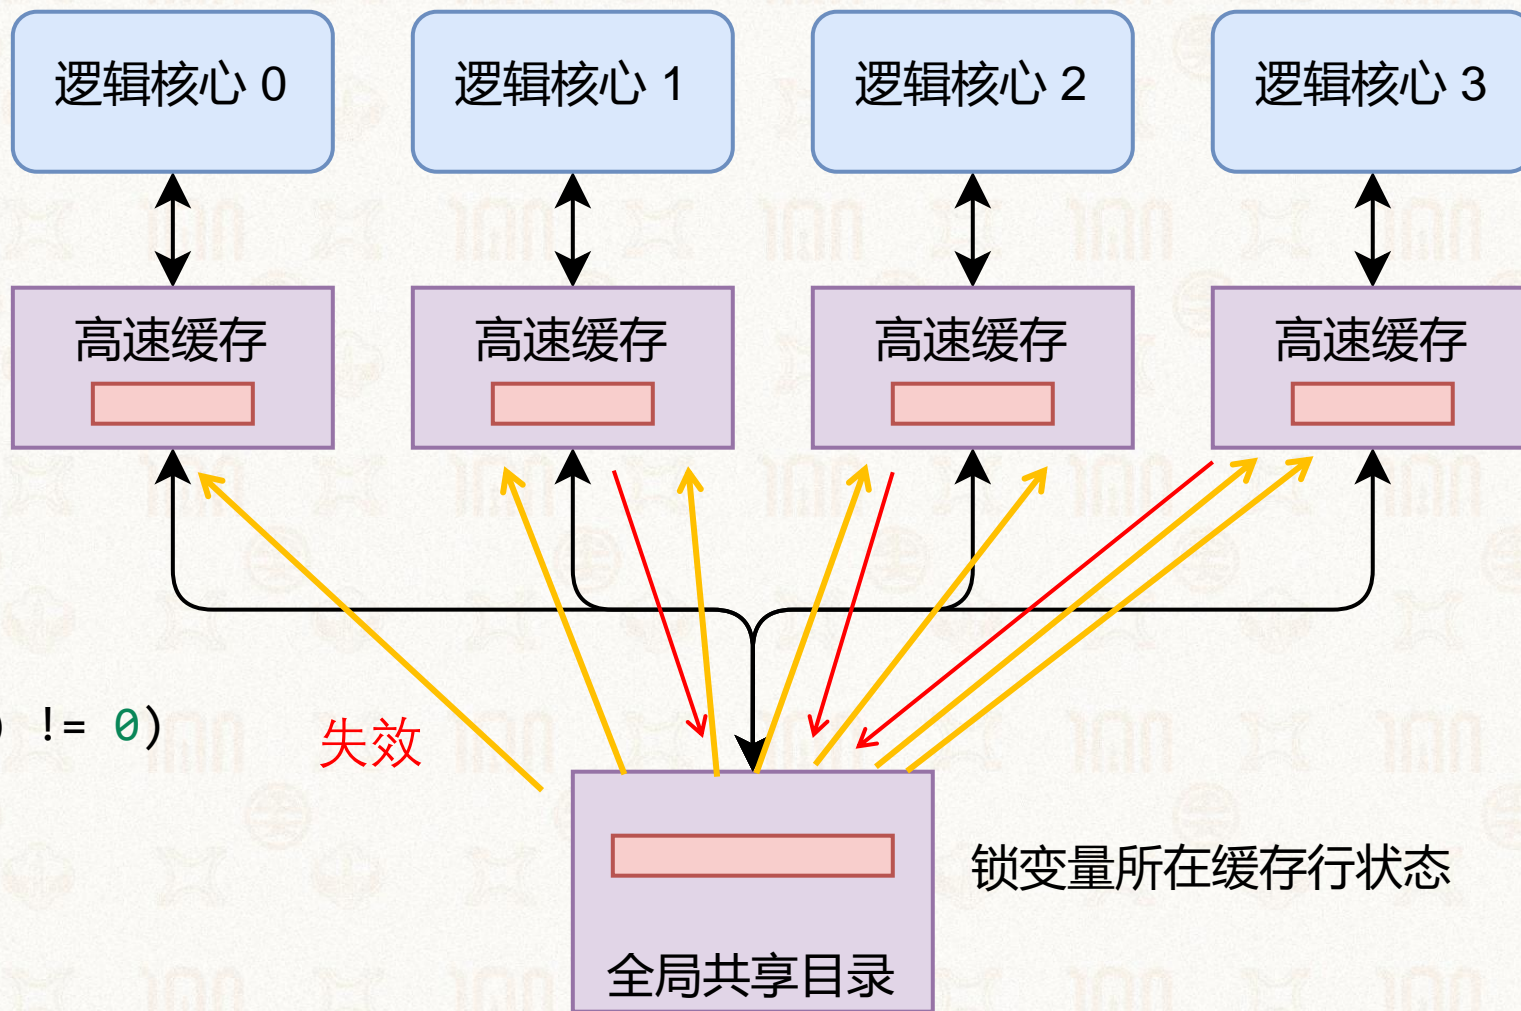 逻辑核心 0
逻辑核心 1
逻辑核心 2
逻辑核心 3
高速缓存
高速缓存
高速缓存
高速缓存
) != 0)
失效
锁变量所在缓存行状态
全局共享目录